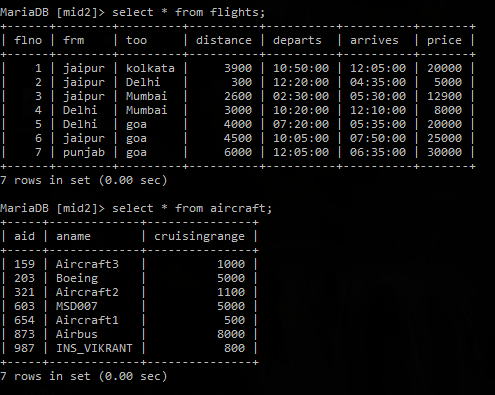 MariaDB [mid2]> select * from flights;
+------+--------+---------+----------+----------+----------+-------+
| flno | frm    | too     | distance | departs  | arrives  | price |
+------+--------+---------+----------+----------+----------+-------+
|    1 | jaipur | kolkata |     3900 | 10:50:00 | 12:05:00 | 20000 |
|    2 | jaipur | Delhi   |      300 | 12:20:00 | 04:35:00 |  5000 |
|    3 | jaipur | Mumbai  |     2600 | 02:30:00 | 05:30:00 | 12900 |
|    4 | Delhi  | Mumbai  |     3000 | 10:20:00 | 12:10:00 |  8000 |
|    5 | Delhi  | goa     |     4000 | 07:20:00 | 05:35:00 | 20000 |
|    6 | jaipur | goa     |     4500 | 10:05:00 | 07:50:00 | 25000 |
|    7 | punjab | goa     |     6000 | 12:05:00 | 06:35:00 | 30000 |
+------+--------+---------+----------+----------+----------+-------+
7 rows in set (0.00 sec)
MariaDB [mid2]> select * from aircraft;
+-----+-------------+---------------+
| aid | aname       | cruisingrange |
+-----+-------------+---------------+
| 159 | Aircraft3   |          1000 |
| 203 | Boeing      |          5000 |
| 321 | Aircraft2   |          1100 |
| 603 | MSD007      |          5000 |
| 654 | Aircraft1   |           500 |
| 873 | Airbus      |          8000 |
| 987 | INS_VIKRANT |           800 |
+-----+-------------+---------------+
7 rows in set (0.00 sec)